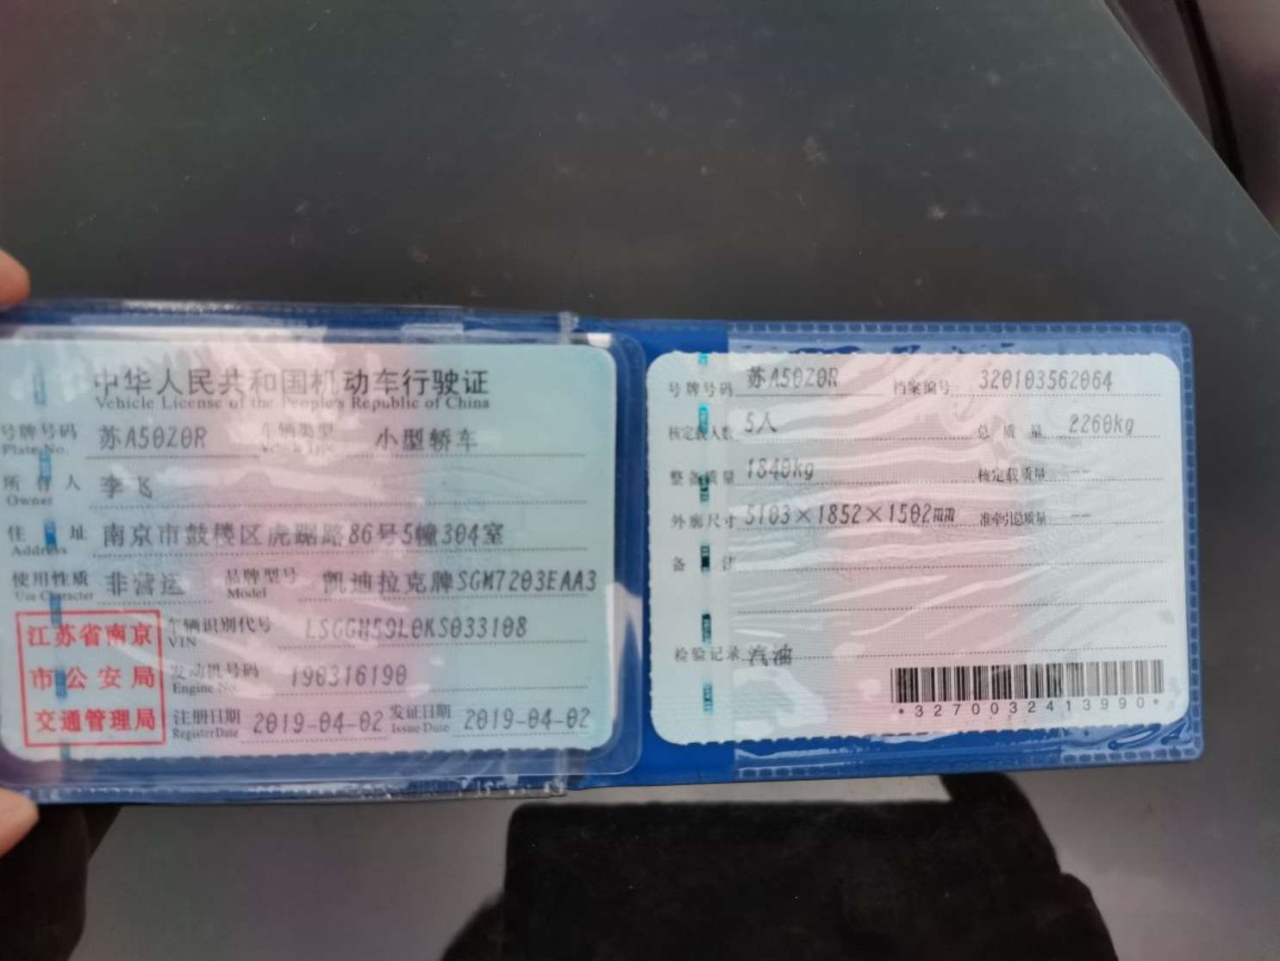 中华人民共和国机动车行驶证
Vehicle License of the People's Republic of China
号牌号码 苏A50Z0R 车辆类型 小型轿车
Plate No. Vehicle Type
所有人 李飞
Owner
住址 南京市鼓楼区虎踞路86号5幢304室
Address
使用性质 非营运 品牌型号 凯迪拉克牌SGM7203EAA3
Use Character Model
江苏省南京
市公安局
交通管理局
车辆识别代号 LSGGM59L0KS033108
VIN
发动机号码 190316190
Engine No.
注册日期 2019-04-02 发证日期 2019-04-02
Register Date Issue Date
号牌号码 苏A50Z0R 档案编号 320103562064
核定载人数 5人 总质量 2260kg
整备质量 1840kg 核定载质量 --
外廓尺寸 5103×1852×1502mm 准牵引总质量 --
备注
检验记录 汽油
*3270032413990*